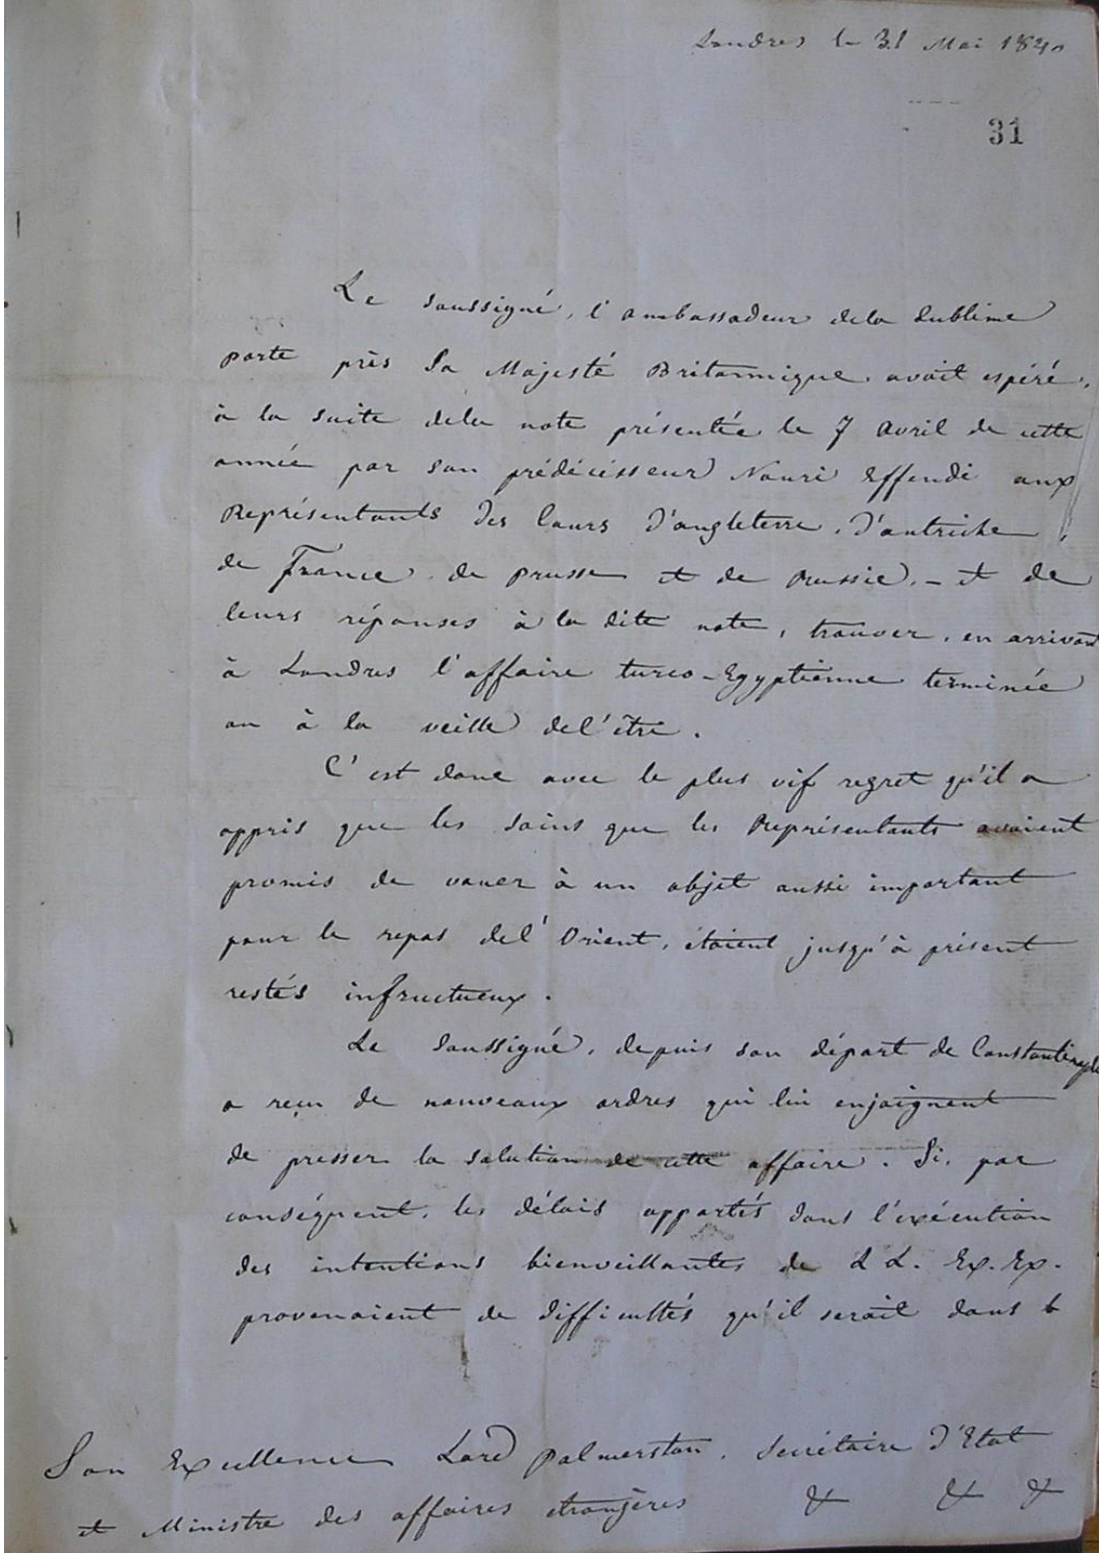 Londres le 31 Mai 1840
31
Le soussigné, l'ambassadeur dela Sublime
porte près Sa Majesté Britannique avait espéré,
à la suite dela note présentée le 7 avril de cette
année par son prédécesseur Nouri Effendi aux
Représentants des Cours d'angleterre, d'autriche,
de France, de prusse et de Russie, - et de
leurs réponses à la dite note, trouver, en arrivant
à Londres l'affaire turco-Egyptienne terminée
ou à la veille del'être.
C'est donc avec le plus vif regret qu'il a
appris que les soins que les Représentants avaient
promis de vouer à un objet aussi important
pour le repos del'Orient, étaient jusqu'à présent
restés infructueux.
Le Soussigné, depuis son départ de Constantinople
a reçu de nouveaux ordres qui lui enjoignent
de presser la solution de cette affaire. Si, par
conséquent, les délais apportés dans l'exécution
des intentions bienveillantes de LL. Ex. Ex.
provenaient de difficultés qu'il serait dans le
Son Excellence Lord palmerston, Secrétaire d'Etat
et Ministre des affaires étrangères & & &